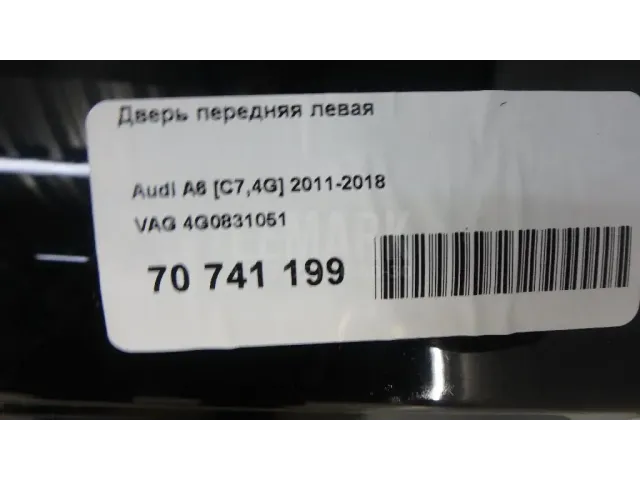 Дверь передняя левая
Audi A6 [C7,4G] 2011-2018
VAG 4G0831051
70 741 199